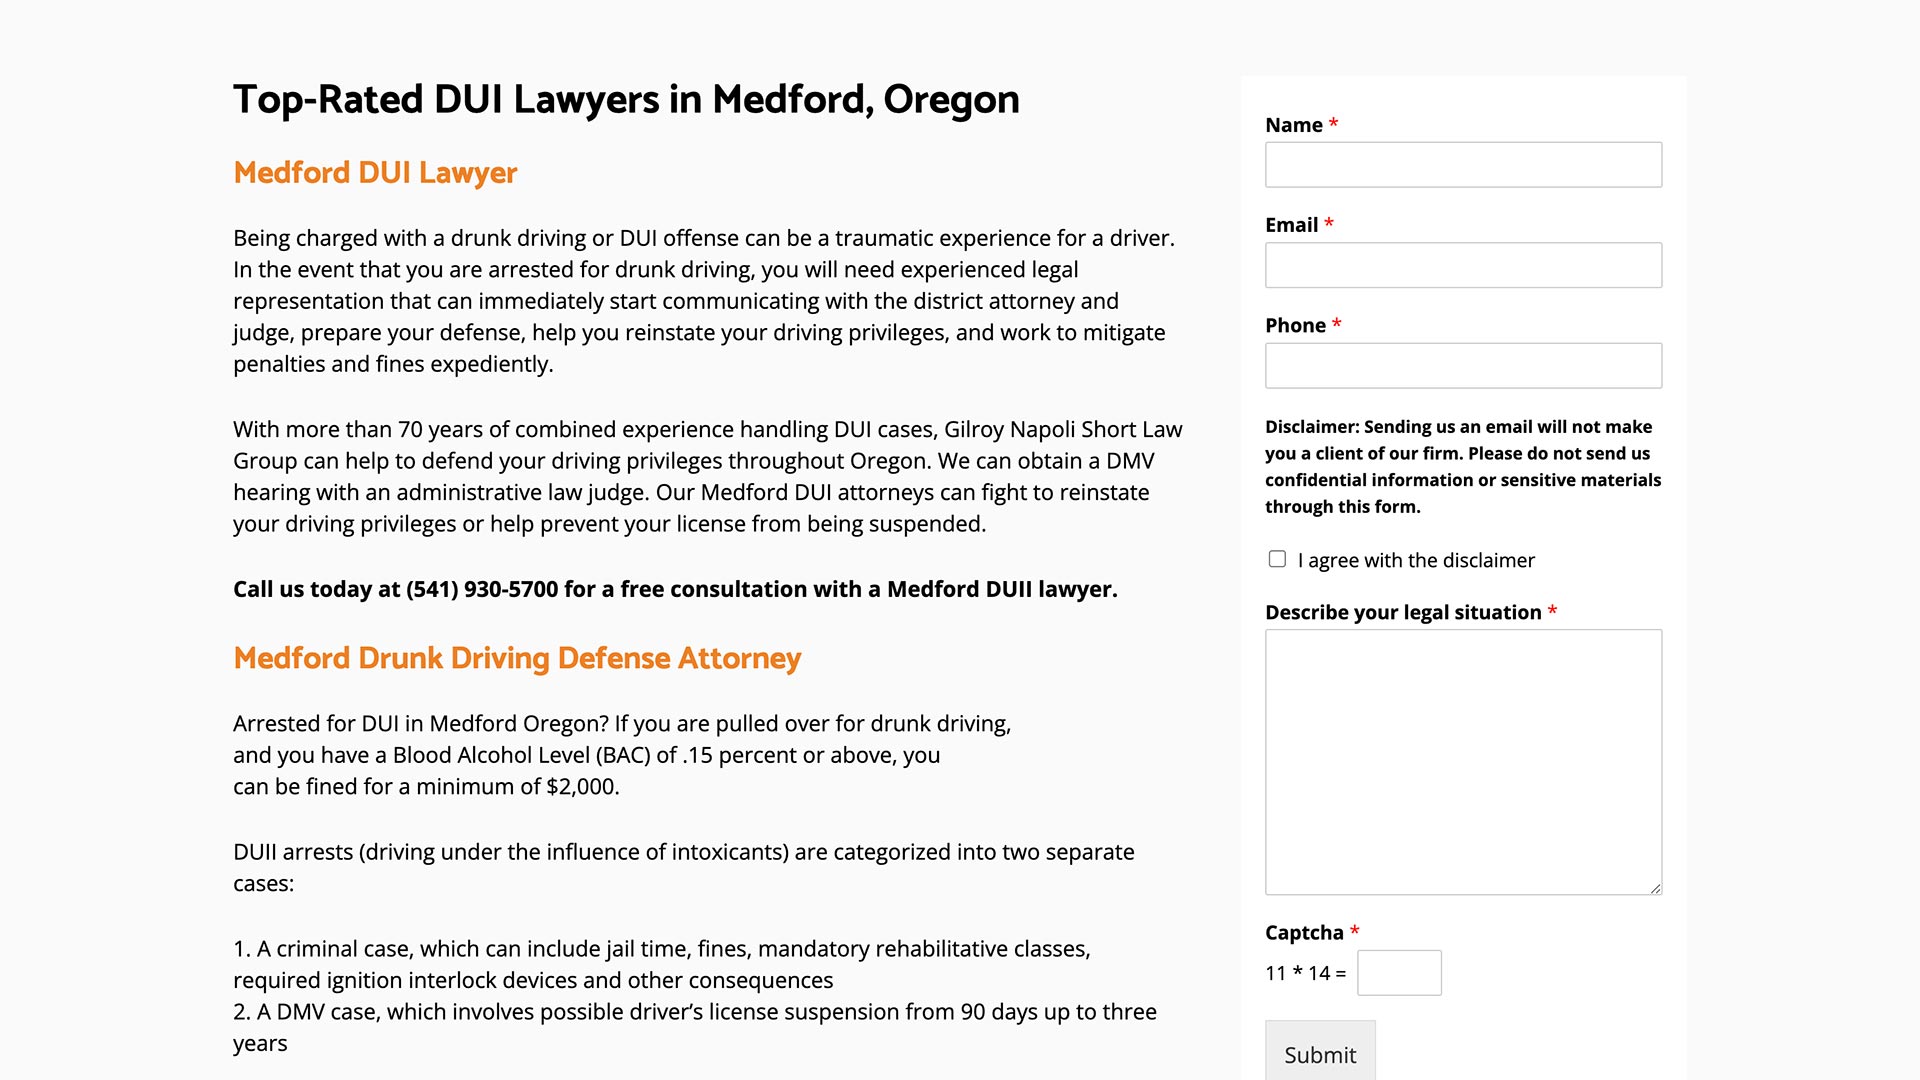 Top-Rated DUI Lawyers in Medford, Oregon
Medford DUI Lawyer
Being charged with a drunk driving or DUI offense can be a traumatic experience for a driver.
In the event that you are arrested for drunk driving, you will need experienced legal
representation that can immediately start communicating with the district attorney and
judge, prepare your defense, help you reinstate your driving privileges, and work to mitigate
penalties and fines expediently.
With more than 70 years of combined experience handling DUI cases, Gilroy Napoli Short Law
Group can help to defend your driving privileges throughout Oregon. We can obtain a DMV
hearing with an administrative law judge. Our Medford DUI attorneys can fight to reinstate
your driving privileges or help prevent your license from being suspended.
Call us today at (541) 930-5700 for a free consultation with a Medford DUII lawyer.
Medford Drunk Driving Defense Attorney
Arrested for DUI in Medford Oregon? If you are pulled over for drunk driving,
and you have a Blood Alcohol Level (BAC) of .15 percent or above, you
can be fined for a minimum of $2,000.
DUII arrests (driving under the influence of intoxicants) are categorized into two separate
cases:
1. A criminal case, which can include jail time, fines, mandatory rehabilitative classes,
required ignition interlock devices and other consequences
2. A DMV case, which involves possible driver’s license suspension from 90 days up to three
years
Name *
Email *
Phone *
Disclaimer: Sending us an email will not make
you a client of our firm. Please do not send us
confidential information or sensitive materials
through this form.
I agree with the disclaimer
Describe your legal situation *
Captcha *
11 * 14 =
Submit